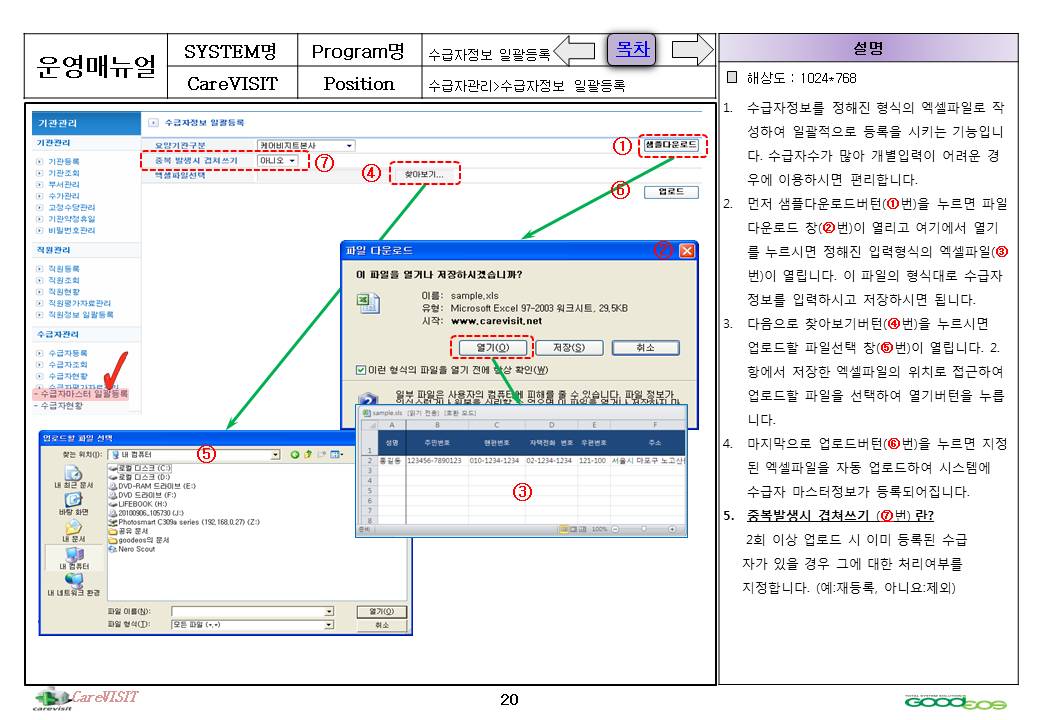 운영매뉴얼
SYSTEM명
Program명
수급자정보 일괄등록
목차
CareVISIT
Position
수급자관리>수급자정보 일괄등록
기관관리
수급자정보 일괄등록
기관관리
기관등록
기관조회
부서관리
수가관리
고정수당관리
기관약정휴일
비밀번호관리
직원관리
직원등록
직원조회
직원현황
직원평가자료관리
직원정보 일괄등록
수급자관리
수급자등록
수급자조회
수급자현황
수급자평가자료관리
- 수급자마스터 일괄등록
- 수급자현황
요양기관구분 케어비지트본사
① 샘플다운로드
중복 발생시 겹쳐쓰기 아니오 ⑦
엑셀파일선택 ④ 찾아보기...
⑥ 업로드
파일 다운로드 ②
이 파일을 열거나 저장하시겠습니까?
이름: sample.xls
유형: Microsoft Excel 97-2003 워크시트, 29.5KB
시작: www.carevisit.net
열기(O) 저장(S) 취소
이런 형식의 파일을 열기 전에 항상 확인(W)
일부 파일은 사용자의 컴퓨터에 피해를 줄 수 있습니다. 파일 정보가
sample.xls [읽기 전용] [호환 모드]
A B C D E F
1 성명 주민번호 핸펀번호 자택전화 번호 우편번호 주소
2 홍길동 123456-7890123 010-1234-1234 02-1234-1234 121-100 서울시 마포구 노고산
3
4
5
6
7
8
③
준비 100%
업로드할 파일 선택
찾는 위치(I): 내 컴퓨터 ⑤
내 최근 문서
바탕 화면
내 문서
내 컴퓨터
내 네트워크 환경
로컬 디스크 (C:)
로컬 디스크 (D:)
DVD-RAM 드라이브 (E:)
DVD 드라이브 (F:)
LIFEBOOK (H:)
20100906_105730 (J:)
Photosmart C309a series (192.168.0.27) (Z:)
공유 문서
goodeos의 문서
Nero Scout
파일 이름(N): 열기(O)
파일 형식(T): 모든 파일 (*.*) 취소
설명
해상도 : 1024*768
1. 수급자정보를 정해진 형식의 엑셀파일로 작
성하여 일괄적으로 등록을 시키는 기능입니
다. 수급자수가 많아 개별입력이 어려운 경
우에 이용하시면 편리합니다.
2. 먼저 샘플다운로드버턴(①번)을 누르면 파일
다운로드 창(②번)이 열리고 여기에서 열기
를 누르시면 정해진 입력형식의 엑셀파일(③
번)이 열립니다. 이 파일의 형식대로 수급자
정보를 입력하시고 저장하시면 됩니다.
3. 다음으로 찾아보기버턴(④번)을 누르시면
업로드할 파일선택 창(⑤번)이 열립니다. 2.
항에서 저장한 엑셀파일의 위치로 접근하여
업로드할 파일을 선택하여 열기버턴을 누릅
니다.
4. 마지막으로 업로드버턴(⑥번)을 누르면 지정
된 엑셀파일을 자동 업로드하여 시스템에
수급자 마스터정보가 등록되어집니다.
5. 중복발생시 겹쳐쓰기 (⑦번) 란?
2회 이상 업로드 시 이미 등록된 수급
자가 있을 경우 그에 대한 처리여부를
지정합니다. (예:재등록, 아니요:제외)
carevisit
CareVISIT
20
TOTAL SYSTEM SOLUTIONS
GOODEOS